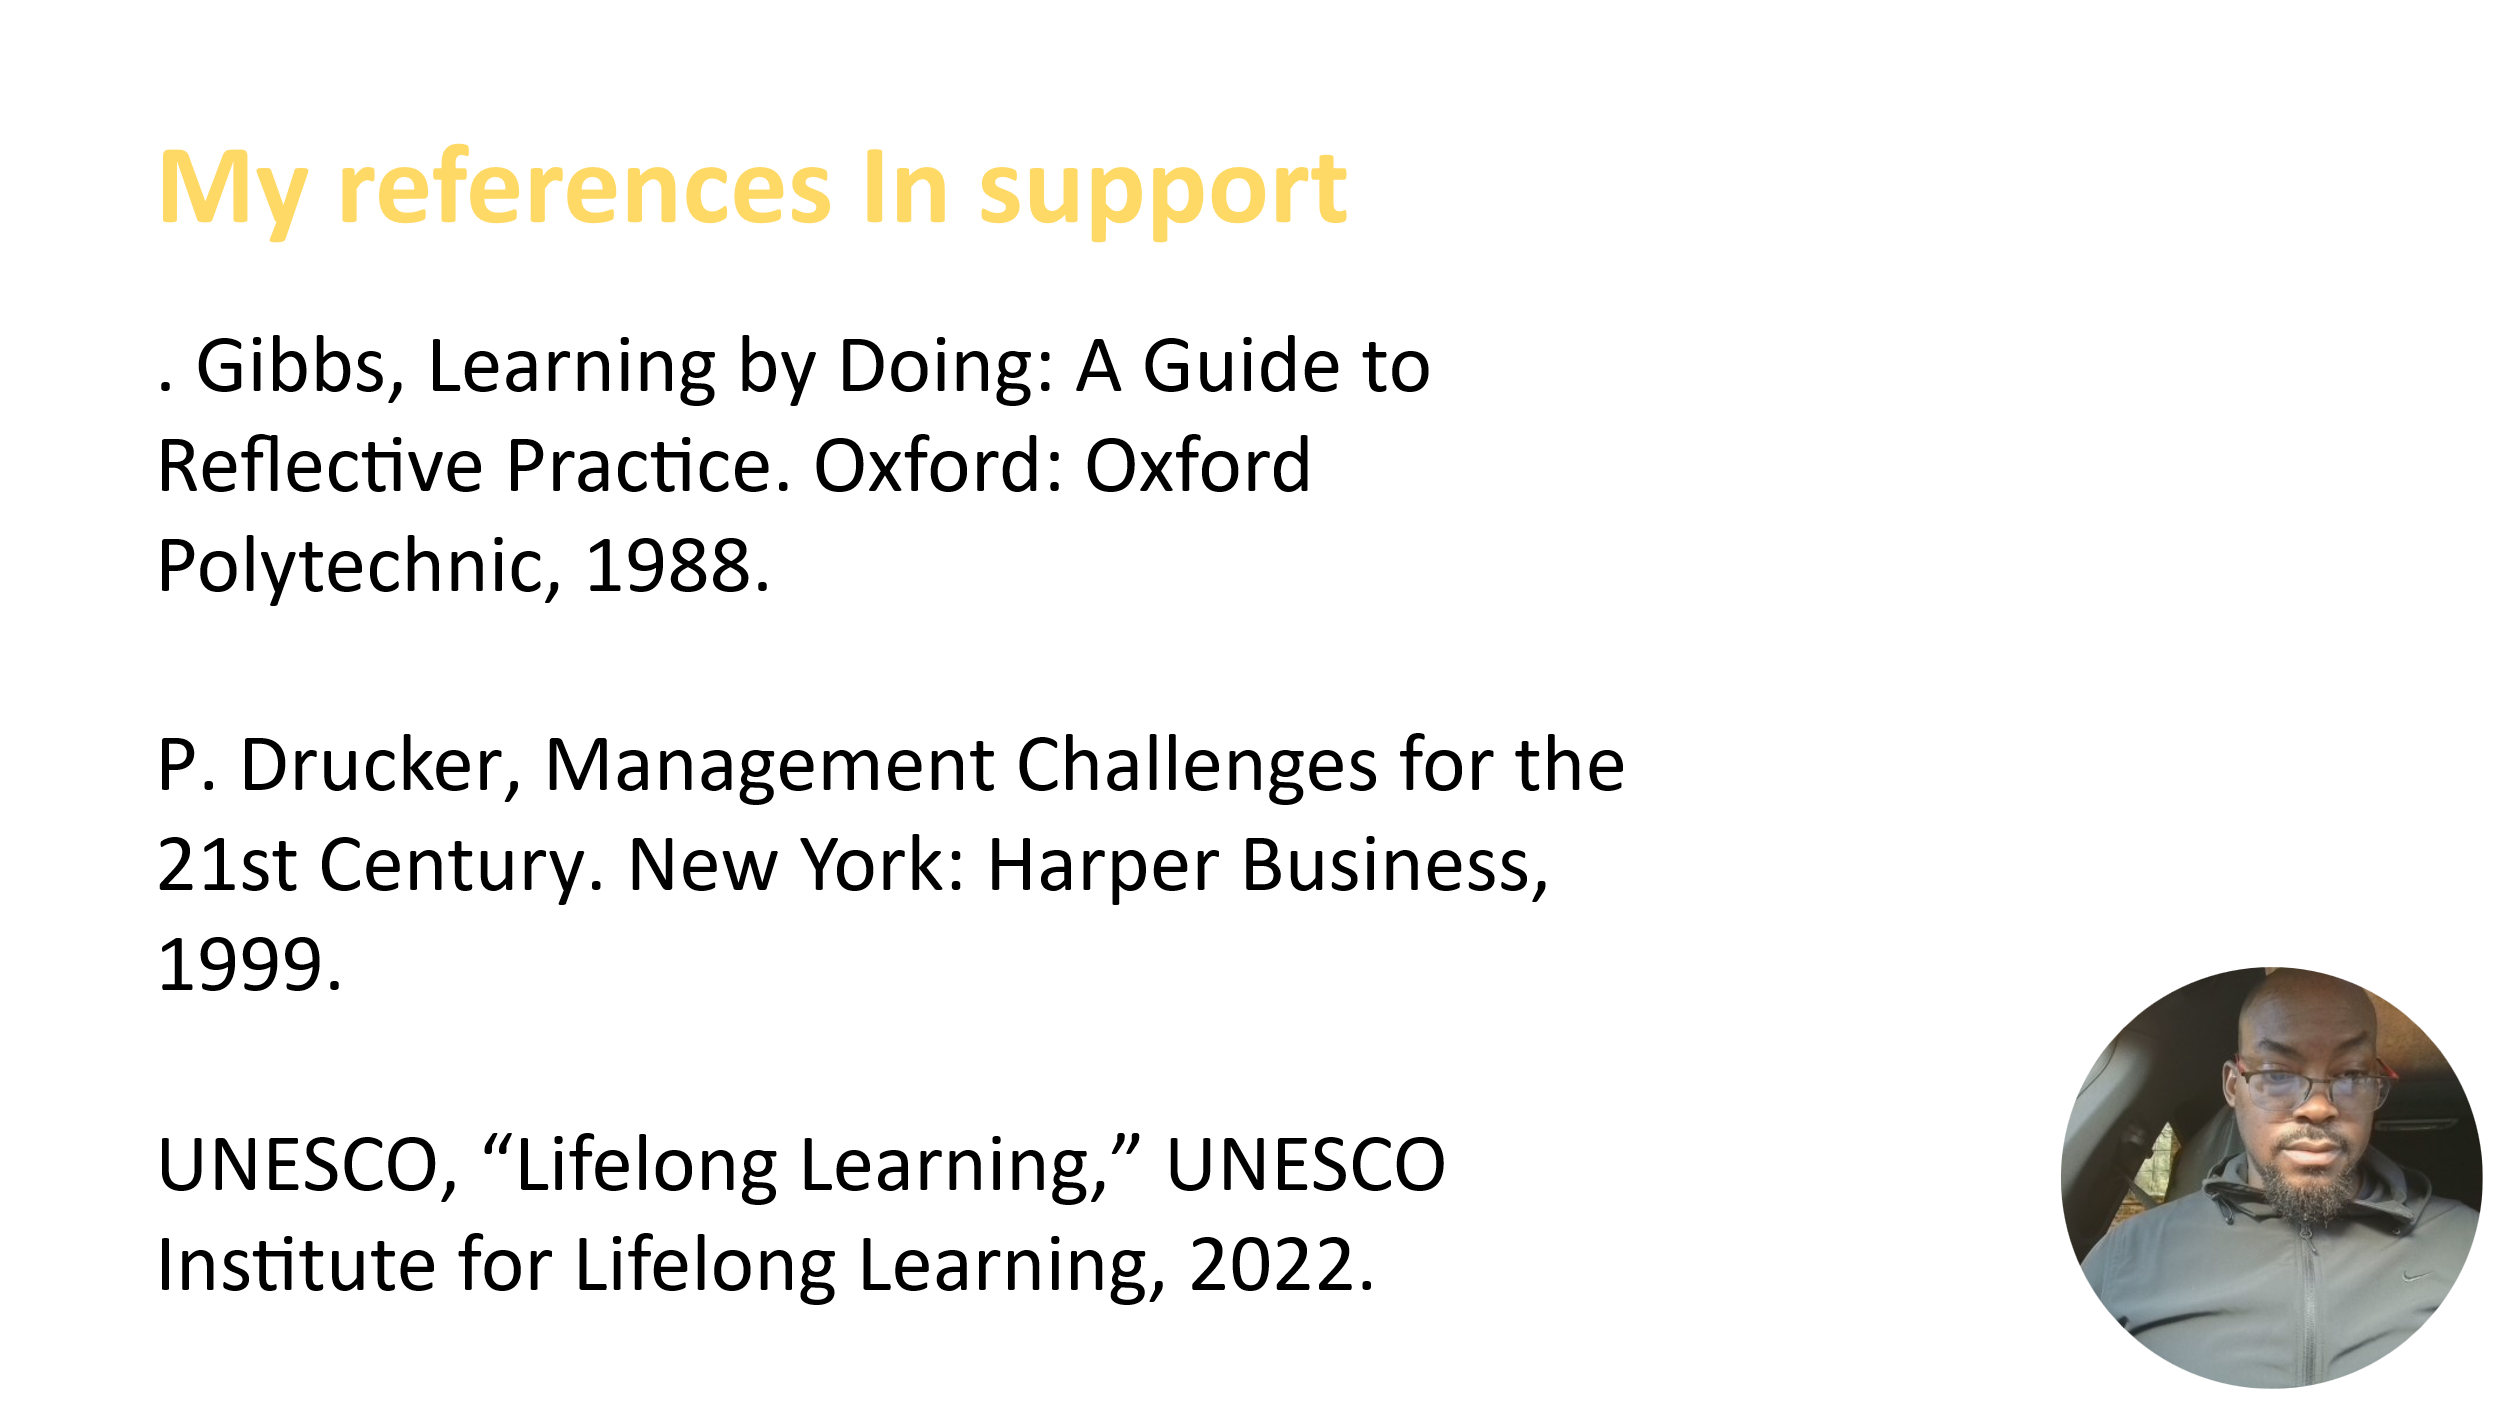 My references In support
. Gibbs, Learning by Doing: A Guide to
Reflective Practice. Oxford: Oxford
Polytechnic, 1988.
P. Drucker, Management Challenges for the
21st Century. New York: Harper Business,
1999.
UNESCO, “Lifelong Learning,” UNESCO
Institute for Lifelong Learning, 2022.